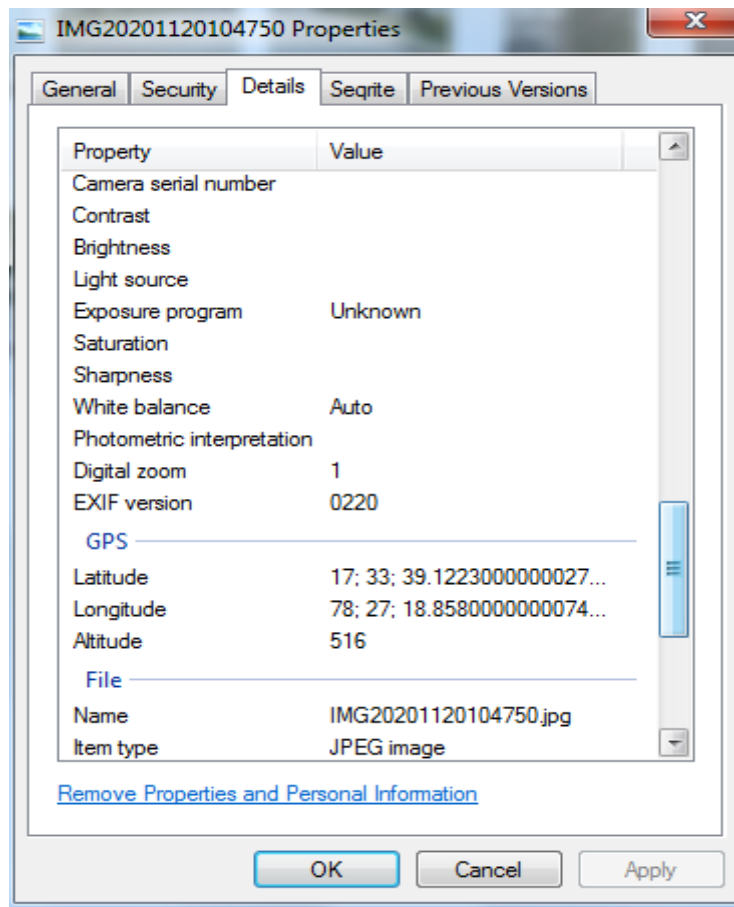 IMG20201120104750 Properties
General Security Details Seqrite Previous Versions
Property Value
Camera serial number
Contrast
Brightness
Light source
Exposure program Unknown
Saturation
Sharpness
White balance Auto
Photometric interpretation
Digital zoom 1
EXIF version 0220
GPS
Latitude 17; 33; 39.1223000000027...
Longitude 78; 27; 18.8580000000074...
Altitude 516
File
Name IMG20201120104750.jpg
Item type JPEG image
Remove Properties and Personal Information
OK Cancel Apply